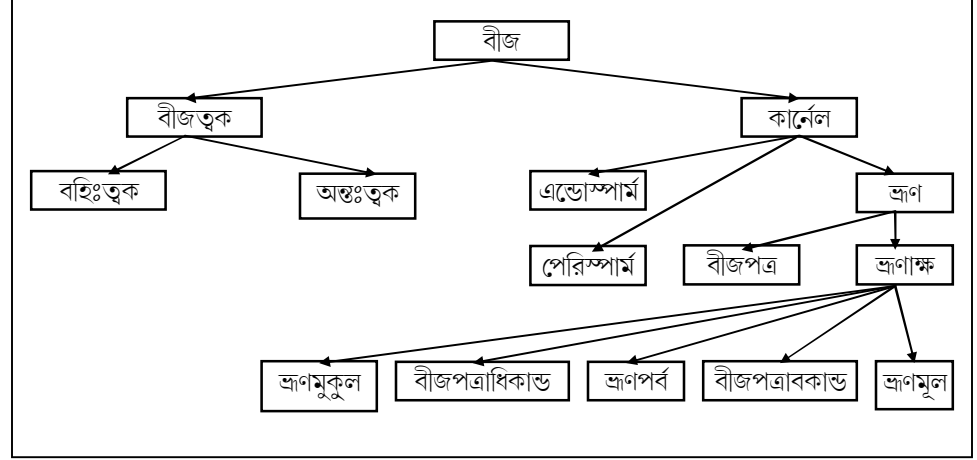 বীজ
বীজত্বক
কার্নেল
বহিঃত্বক
অন্তঃত্বক
এন্ডোস্পার্ম
ভ্রূণ
পেরিস্পার্ম
বীজপত্র
ভ্রূণাক্ষ
ভ্রূণমুকুল
বীজপত্রাধিকান্ড
ভ্রূণপর্ব
বীজপত্রাবকান্ড
ভ্রূণমূল